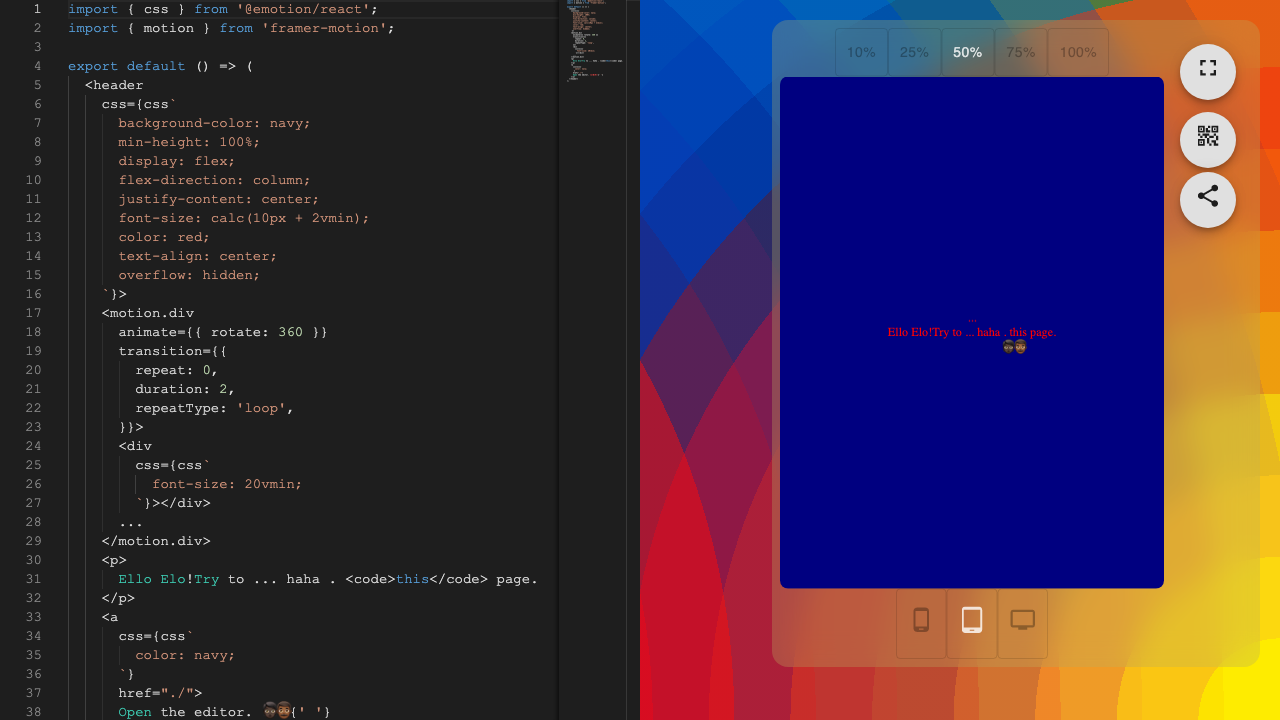 1 import { css } from '@emotion/react';
2 import { motion } from 'framer-motion';
3
4 export default () => (
5 <header
6 css={css`
7 background-color: navy;
8 min-height: 100%;
9 display: flex;
10 flex-direction: column;
11 justify-content: center;
12 font-size: calc(10px + 2vmin);
13 color: red;
14 text-align: center;
15 overflow: hidden;
16 `}>
17 <motion.div
18 animate={{ rotate: 360 }}
19 transition={{
20 repeat: 0,
21 duration: 2,
22 repeatType: 'loop',
23 }}>
24 <div
25 css={css`
26 font-size: 20vmin;
27 `}></div>
28 ...
29 </motion.div>
30 <p>
31 Ello Elo!Try to ... haha . <code>this</code> page.
32 </p>
33 <a
34 css={css`
35 color: navy;
36 `}
37 href="./">
38 Open the editor. 🕵🏾🧔🏾{' '}
10% 25% 50% 75% 100%
...
Ello Elo!Try to ... haha . this page.